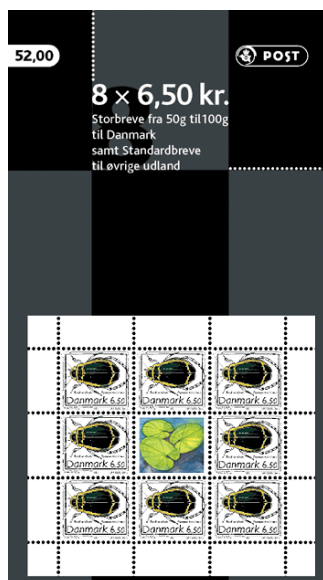 52,00
POST
8 × 6,50 kr.
Storbreve fra 50g til100g
til Danmark
samt Standardbreve
til øvrige udland
Danmark 6.50
Danmark 6.50
Danmark 6.50
Danmark 6.50
Danmark 6.50
Danmark 6.50
Danmark 6.50
Danmark 6.50